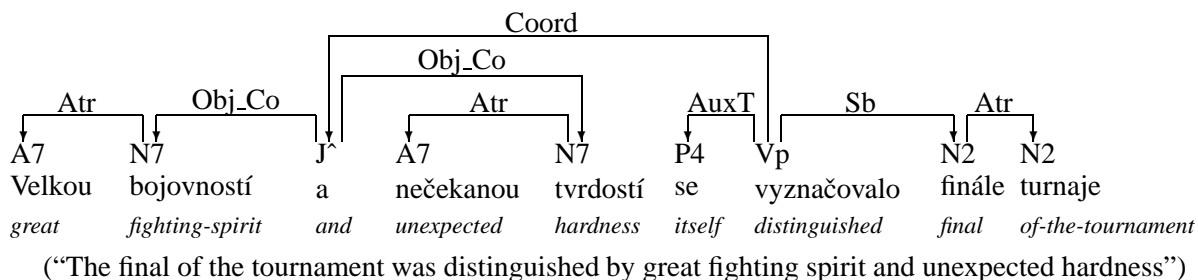 Coord
Obj_Co
Atr Obj_Co Atr AuxT Sb Atr
A7 N7 J^ A7 N7 P4 Vp N2 N2
Velkou bojovností a nečekanou tvrdostí se vyznačovalo finále turnaje
great fighting-spirit and unexpected hardness itself distinguished final of-the-tournament
(“The final of the tournament was distinguished by great fighting spirit and unexpected hardness”)